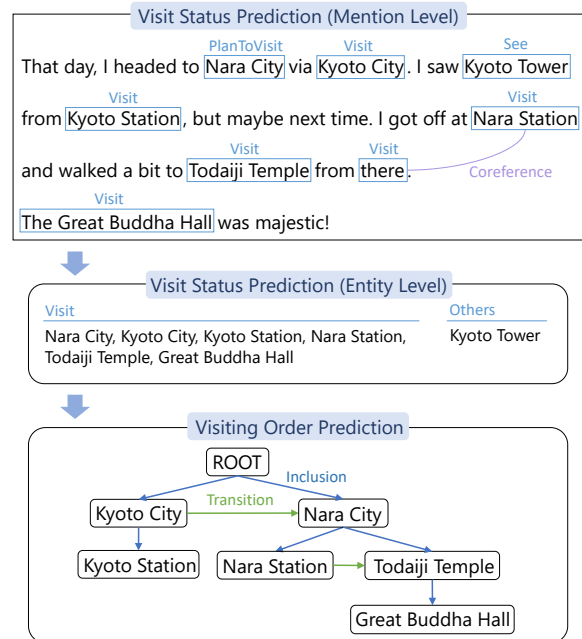 Visit Status Prediction (Mention Level)
PlanToVisit Visit See
That day, I headed to Nara City via Kyoto City. I saw Kyoto Tower
Visit Visit
from Kyoto Station, but maybe next time. I got off at Nara Station
Visit Visit
and walked a bit to Todaiji Temple from there.
Coreference
Visit
The Great Buddha Hall was majestic!
Visit Status Prediction (Entity Level)
Visit Others
Nara City, Kyoto City, Kyoto Station, Nara Station, Kyoto Tower
Todaiji Temple, Great Buddha Hall
Visiting Order Prediction
ROOT
Inclusion
Transition
Kyoto City Nara City
Kyoto Station Nara Station Todaiji Temple
Great Buddha Hall